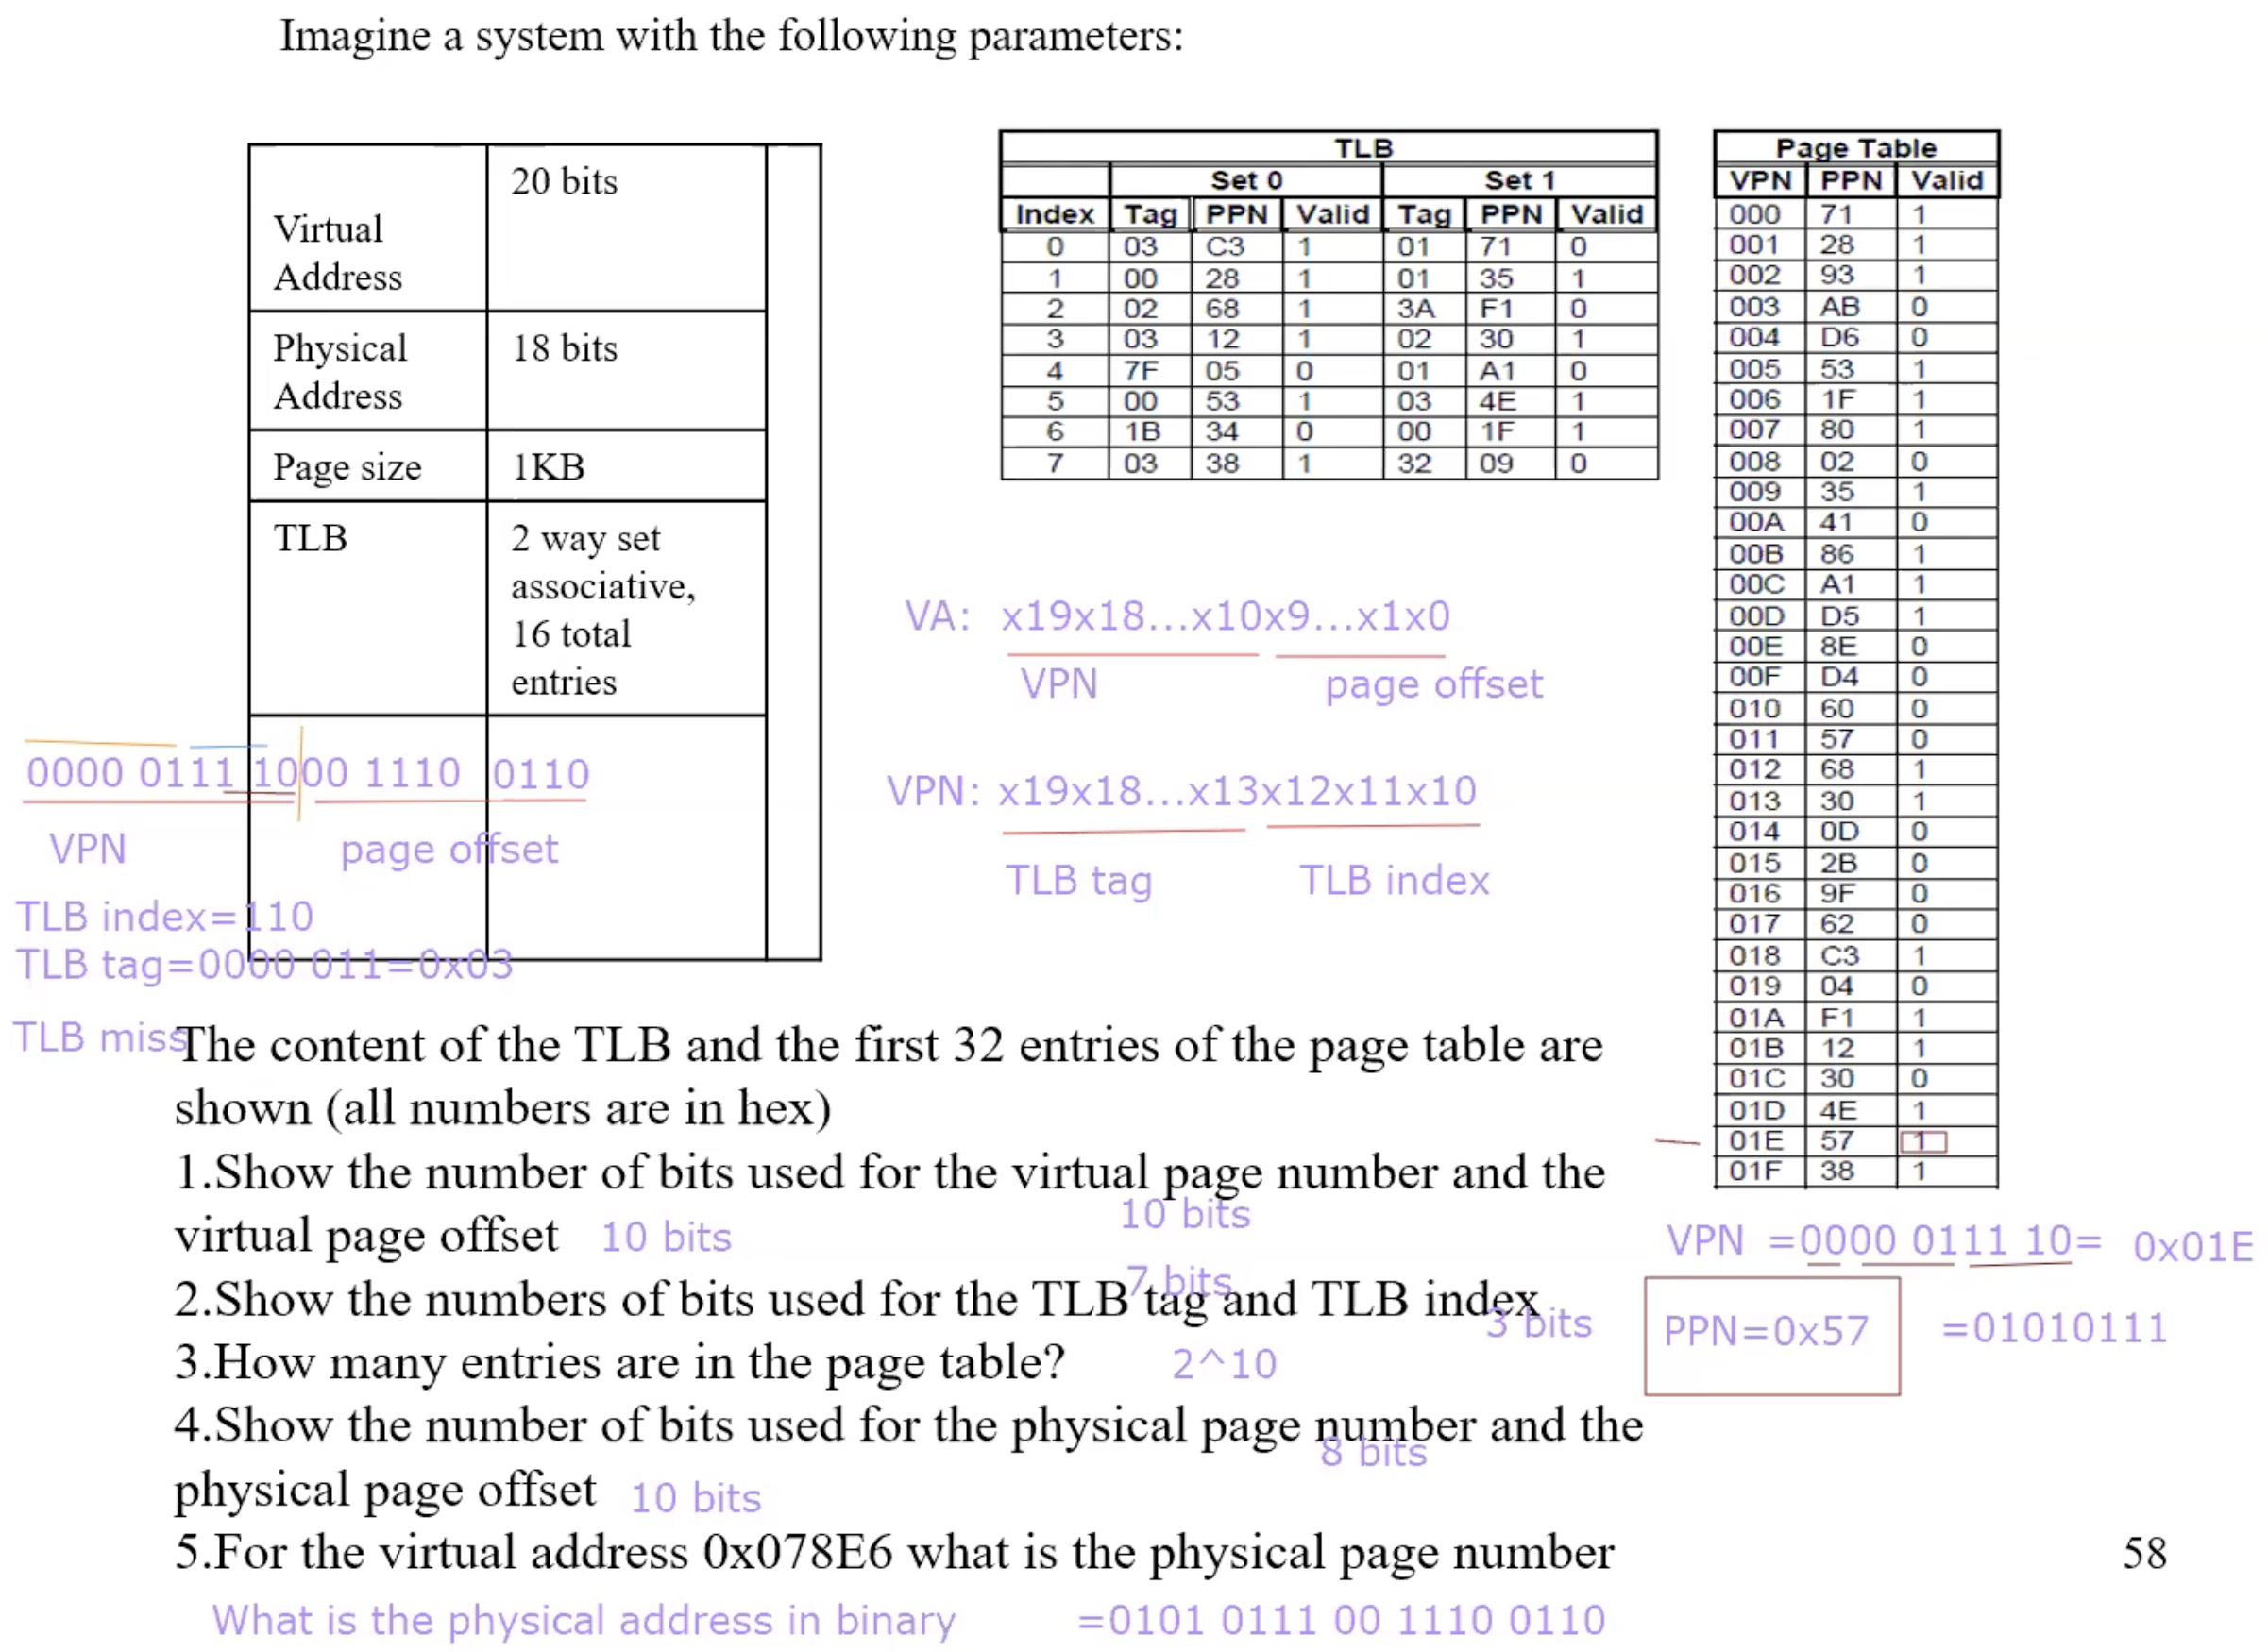 Imagine a system with the following parameters:
Virtual Address 20 bits
Physical Address 18 bits
Page size 1KB
TLB 2 way set associative, 16 total entries
TLB
Set 0 Set 1
Index Tag PPN Valid Tag PPN Valid
0 03 C3 1 01 71 0
1 00 28 1 01 35 1
2 02 68 1 3A F1 0
3 03 12 1 02 30 1
4 7F 05 0 01 A1 0
5 00 53 1 03 4E 1
6 1B 34 0 00 1F 1
7 03 38 1 32 09 0
Page Table
VPN PPN Valid
000 71 1
001 28 1
002 93 1
003 AB 0
004 D6 0
005 53 1
006 1F 1
007 80 1
008 02 0
009 35 1
00A 41 0
00B 86 1
00C A1 1
00D D5 1
00E 8E 0
00F D4 0
010 60 0
011 57 0
012 68 1
013 30 1
014 0D 0
015 2B 0
016 9F 0
017 62 0
018 C3 1
019 04 0
01A F1 1
01B 12 1
01C 30 0
01D 4E 1
01E 57 1
01F 38 1
VA: x19x18...x10x9...x1x0
VPN page offset
VPN: x19x18...x13x12x11x10
TLB tag TLB index
0000 0111 1000 1110 0110
VPN page offset
TLB index=110
TLB tag=0000 011=0x03
TLB miss
The content of the TLB and the first 32 entries of the page table are
shown (all numbers are in hex)
1.Show the number of bits used for the virtual page number and the
10 bits
virtual page offset 10 bits
7 bits
2.Show the numbers of bits used for the TLB tag and TLB index
3 bits
3.How many entries are in the page table? 2^10
4.Show the number of bits used for the physical page number and the
8 bits
physical page offset 10 bits
5.For the virtual address 0x078E6 what is the physical page number
What is the physical address in binary =0101 0111 00 1110 0110
VPN =0000 0111 10= 0x01E
PPN=0x57 =01010111
58